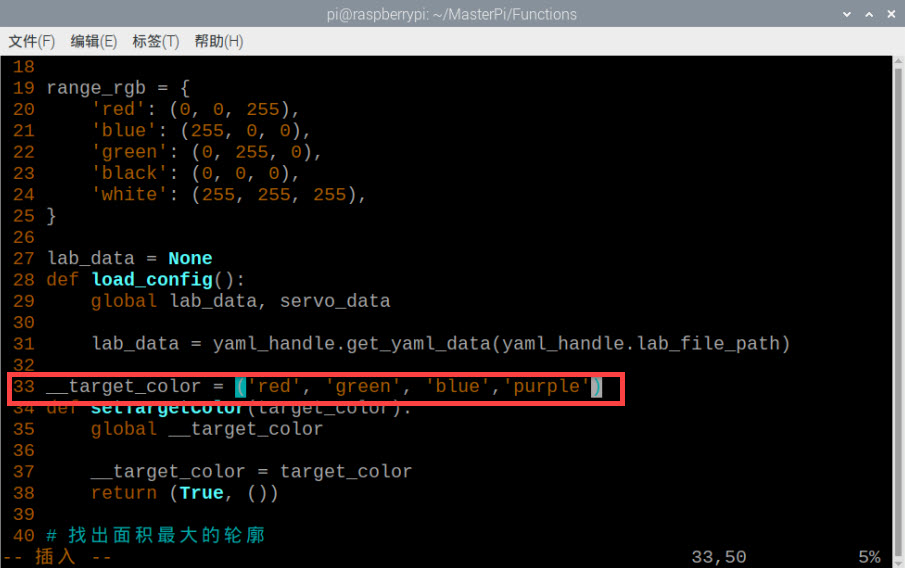 pi@raspberrypi: ~/MasterPi/Functions
文件(F) 编辑(E) 标签(T) 帮助(H)
18
19 range_rgb = {
20     'red': (0, 0, 255),
21     'blue': (255, 0, 0),
22     'green': (0, 255, 0),
23     'black': (0, 0, 0),
24     'white': (255, 255, 255),
25 }
26
27 lab_data = None
28 def load_config():
29     global lab_data, servo_data
30
31     lab_data = yaml_handle.get_yaml_data(yaml_handle.lab_file_path)
32
33 __target_color = ('red', 'green', 'blue','purple')
34 def setTargetColor(target_color):
35     global __target_color
36
37     __target_color = target_color
38     return (True, ())
39
40 # 找出面积最大的轮廓
-- 插入 -- 33,50 5%